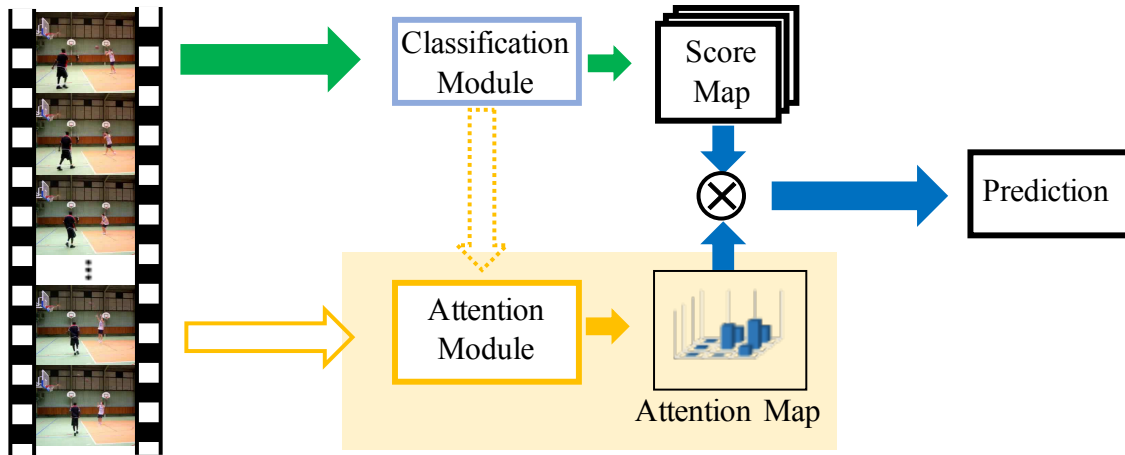 Classification
Module
Score
Map
Prediction
Attention
Module
Attention Map